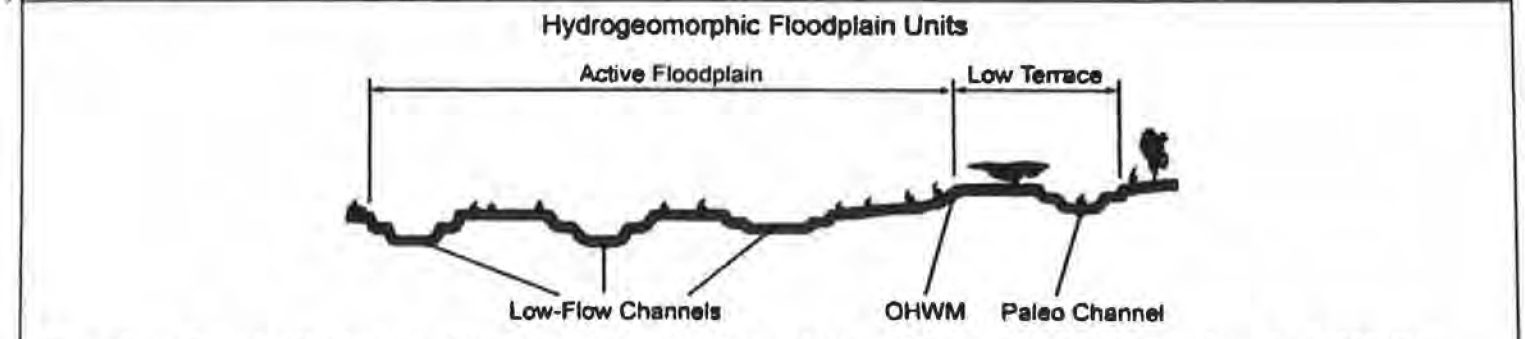 Hydrogeomorphic Floodplain Units
Active Floodplain
Low Terrace
Low-Flow Channels
OHWM
Paleo Channel